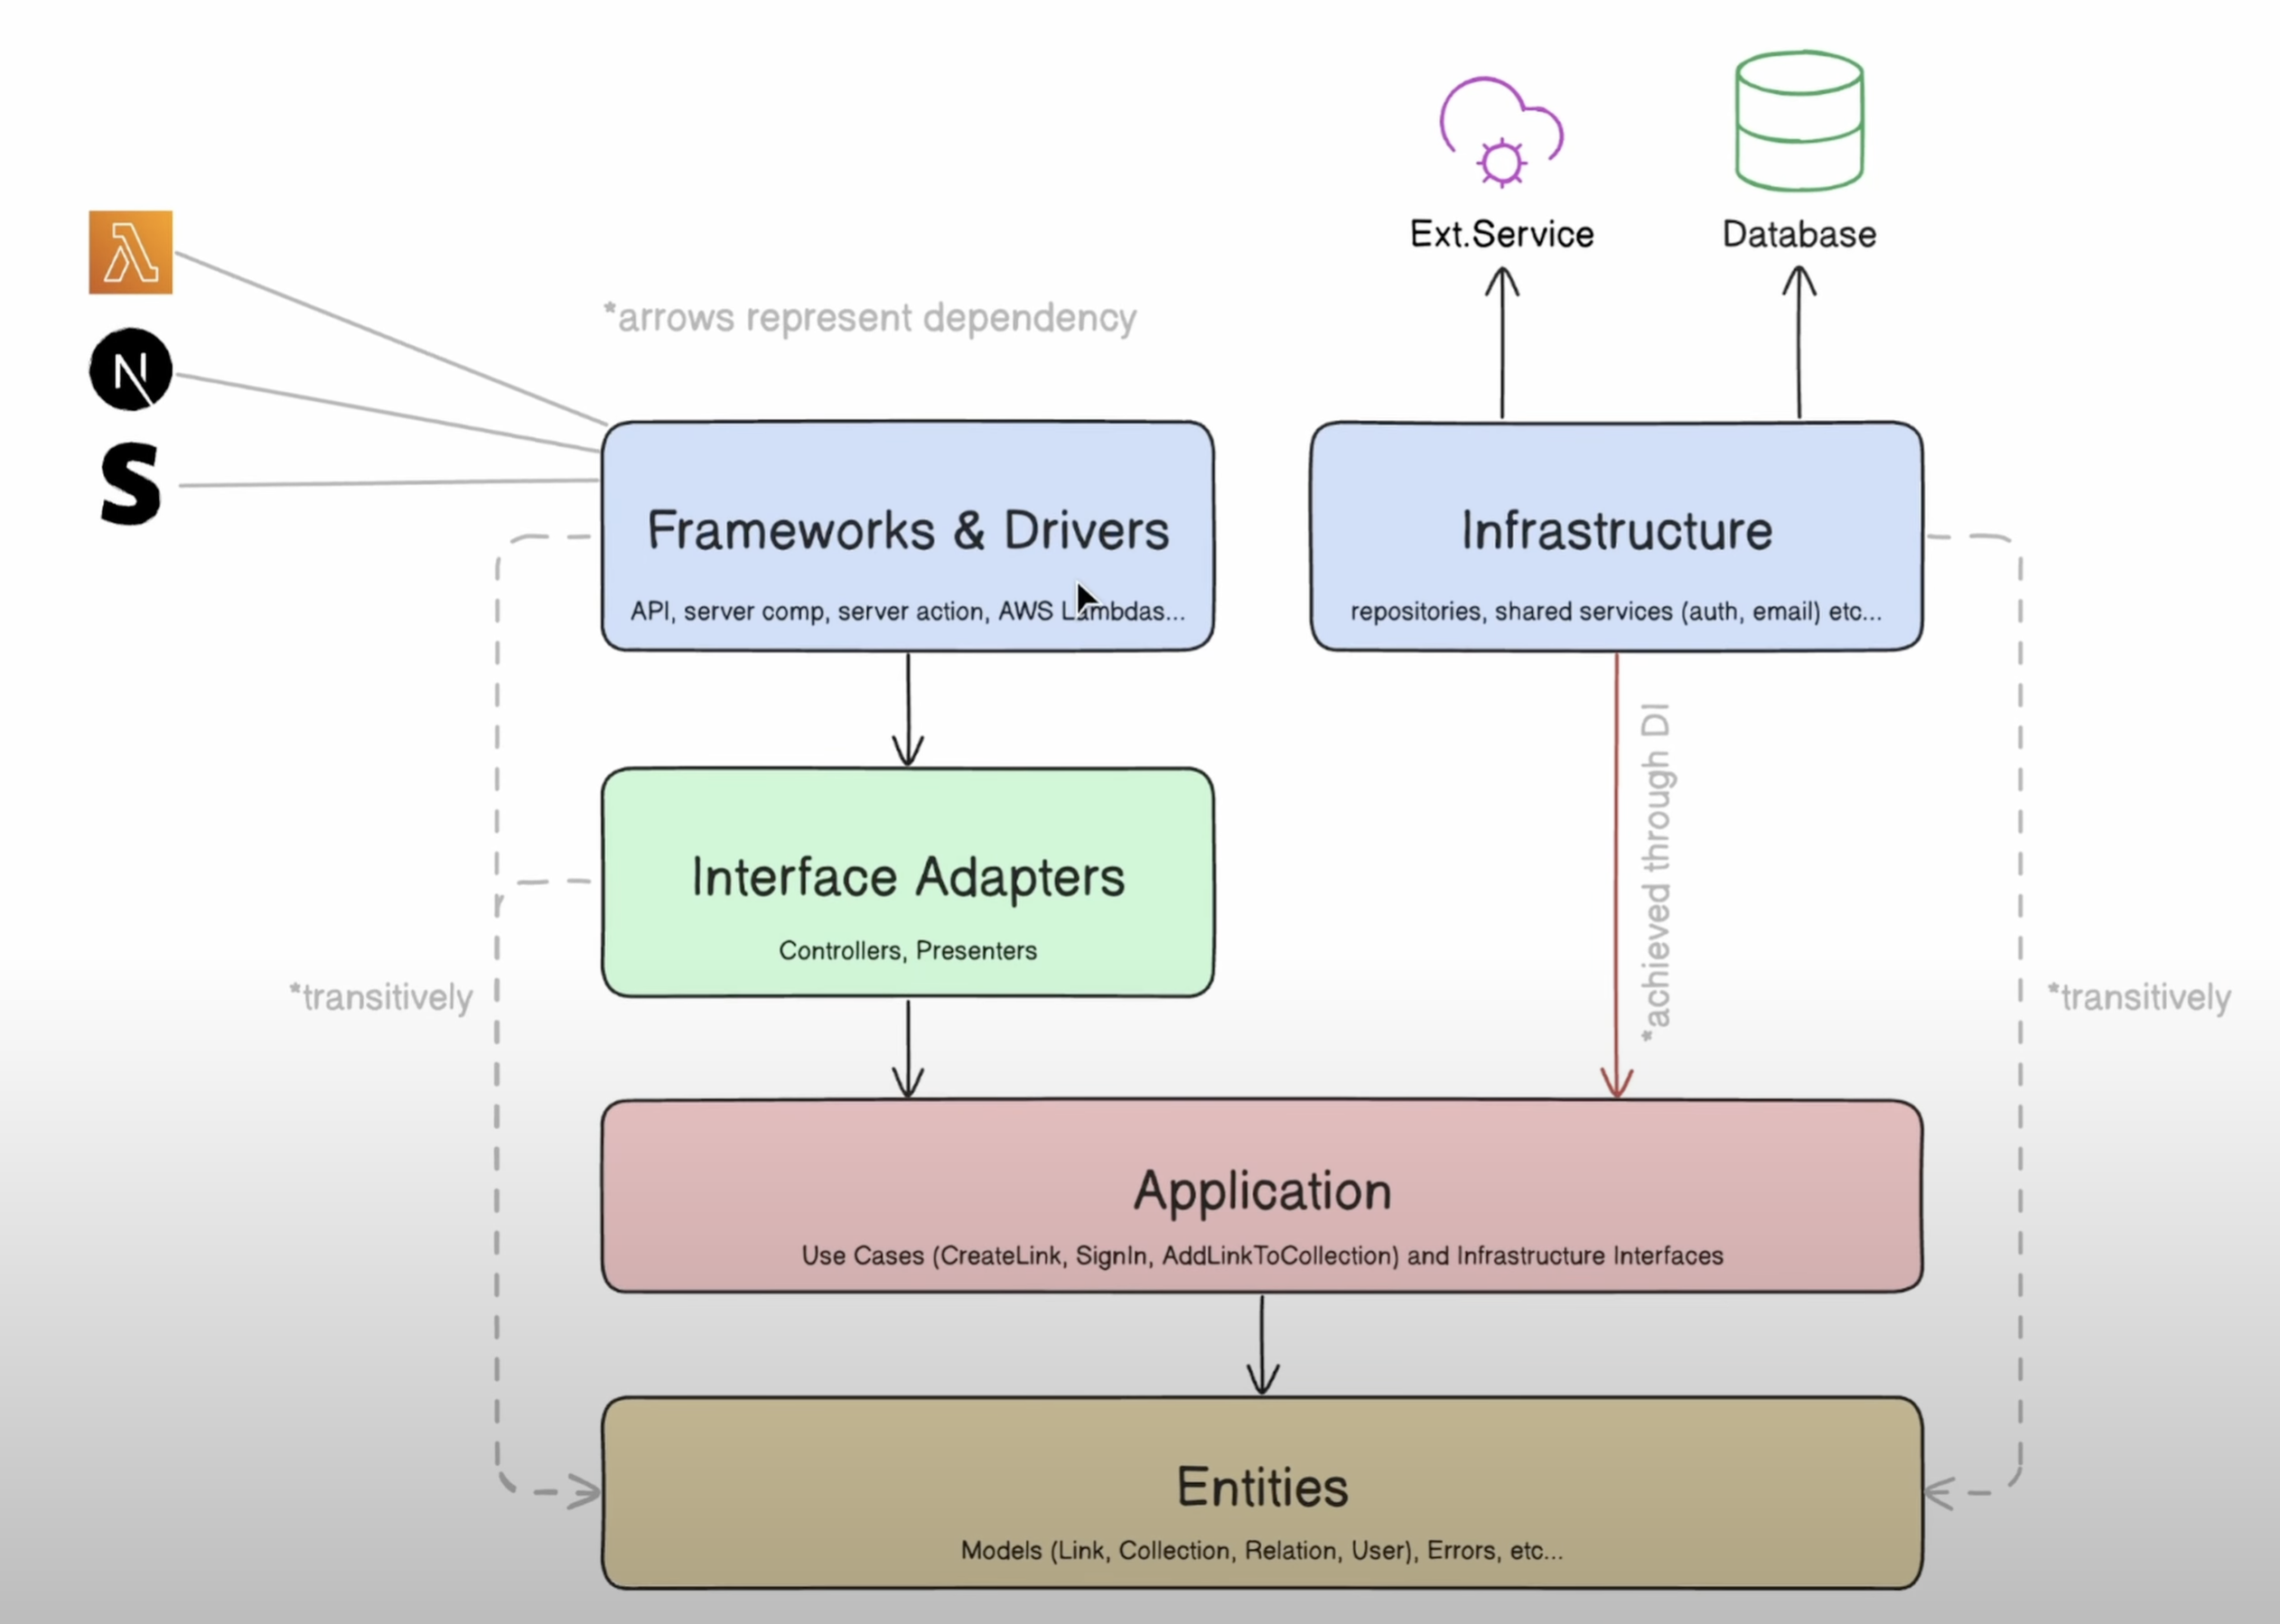 Ext.Service
Database
*arrows represent dependency
N
S
Frameworks & Drivers
API, server comp, server action, AWS Lambdas...
Infrastructure
repositories, shared services (auth, email) etc...
*achieved through DI
Interface Adapters
Controllers, Presenters
*transitively
*transitively
Application
Use Cases (CreateLink, SignIn, AddLinkToCollection) and Infrastructure Interfaces
Entities
Models (Link, Collection, Relation, User), Errors, etc...